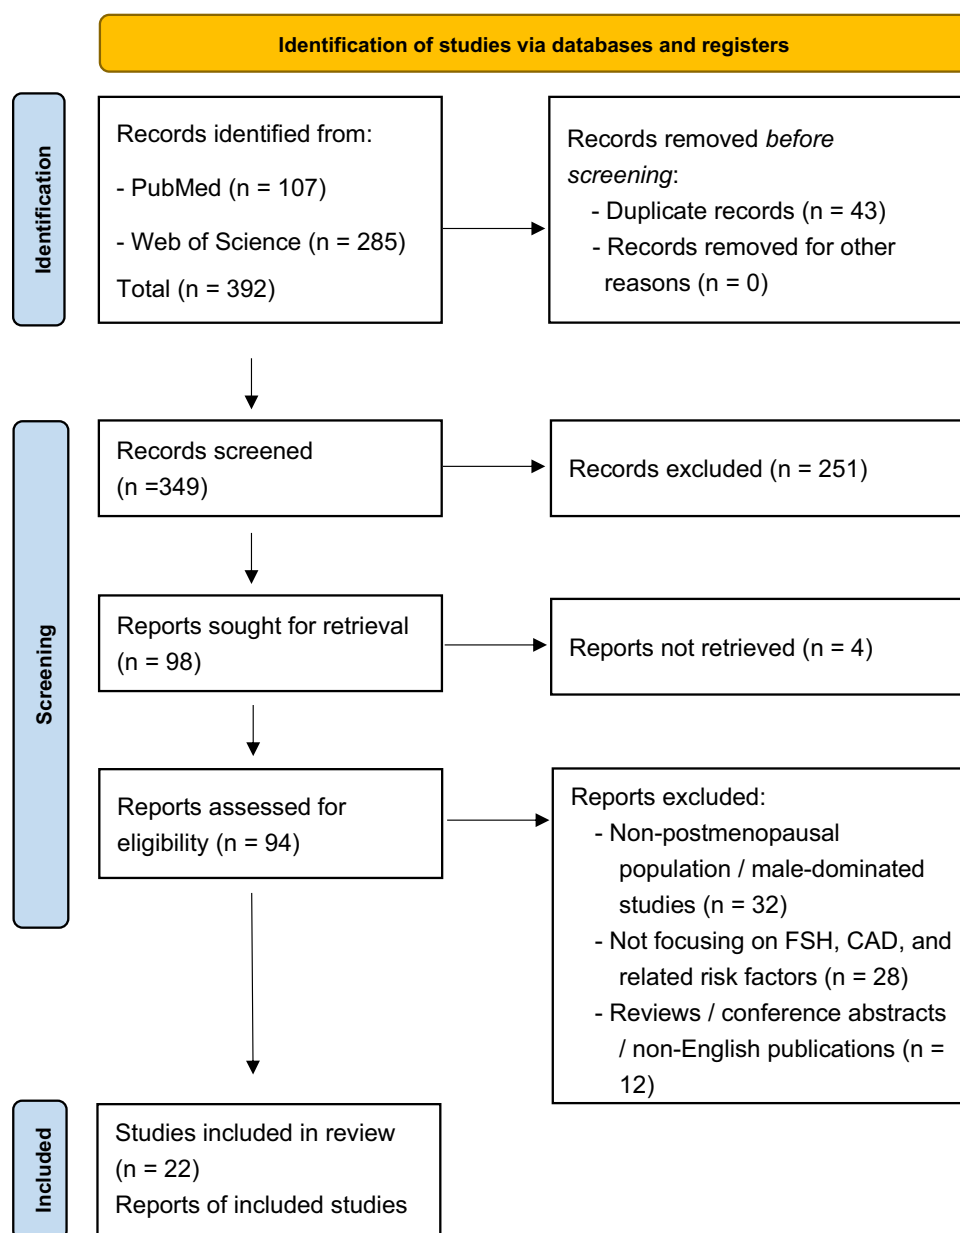 Identification of studies via databases and registers
Identification
Records identified from:
- PubMed (n = 107)
- Web of Science (n = 285)
Total (n = 392)
Records removed before
screening:
- Duplicate records (n = 43)
- Records removed for other
reasons (n = 0)
Screening
Records screened
(n =349)
Records excluded (n = 251)
Reports sought for retrieval
(n = 98)
Reports not retrieved (n = 4)
Reports assessed for
eligibility (n = 94)
Reports excluded:
- Non-postmenopausal
population / male-dominated
studies (n = 32)
- Not focusing on FSH, CAD, and
related risk factors (n = 28)
- Reviews / conference abstracts
/ non-English publications (n =
12)
Included
Studies included in review
(n = 22)
Reports of included studies